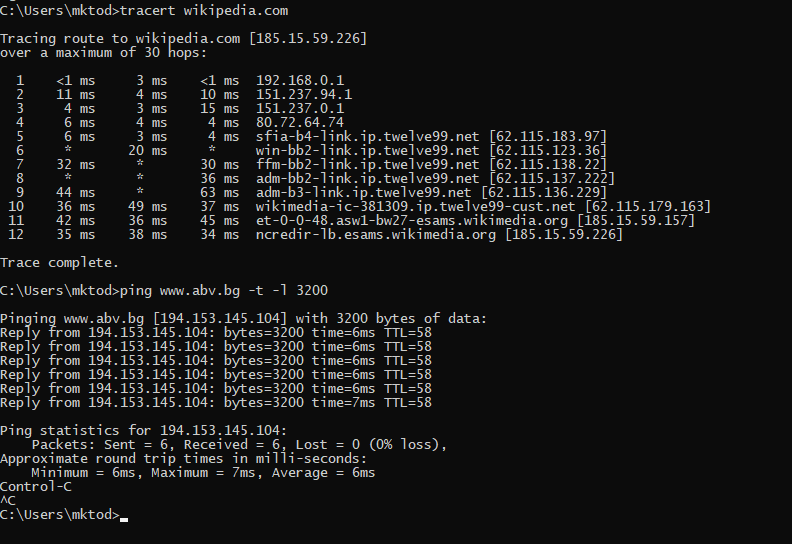 C:\Users\mktod>tracert wikipedia.com
Tracing route to wikipedia.com [185.15.59.226]
over a maximum of 30 hops:
1 <1 ms 3 ms <1 ms 192.168.0.1
2 11 ms 4 ms 10 ms 151.237.94.1
3 4 ms 3 ms 15 ms 151.237.0.1
4 6 ms 4 ms 4 ms 80.72.64.74
5 6 ms 3 ms 4 ms sfia-b4-link.ip.twelve99.net [62.115.183.97]
6 * 20 ms * win-bb2-link.ip.twelve99.net [62.115.123.36]
7 32 ms * 30 ms ffm-bb2-link.ip.twelve99.net [62.115.138.22]
8 * * 36 ms adm-bb2-link.ip.twelve99.net [62.115.137.222]
9 44 ms * 63 ms adm-b3-link.ip.twelve99.net [62.115.136.229]
10 36 ms 49 ms 37 ms wikimedia-ic-381309.ip.twelve99-cust.net [62.115.179.163]
11 42 ms 36 ms 45 ms et-0-0-48.asw1-bw27-esams.wikimedia.org [185.15.59.157]
12 35 ms 38 ms 34 ms ncredir-lb.esams.wikimedia.org [185.15.59.226]
Trace complete.
C:\Users\mktod>ping www.abv.bg -t -l 3200
Pinging www.abv.bg [194.153.145.104] with 3200 bytes of data:
Reply from 194.153.145.104: bytes=3200 time=6ms TTL=58
Reply from 194.153.145.104: bytes=3200 time=6ms TTL=58
Reply from 194.153.145.104: bytes=3200 time=6ms TTL=58
Reply from 194.153.145.104: bytes=3200 time=6ms TTL=58
Reply from 194.153.145.104: bytes=3200 time=6ms TTL=58
Reply from 194.153.145.104: bytes=3200 time=7ms TTL=58
Ping statistics for 194.153.145.104:
Packets: Sent = 6, Received = 6, Lost = 0 (0% loss),
Approximate round trip times in milli-seconds:
Minimum = 6ms, Maximum = 7ms, Average = 6ms
Control-C
^C
C:\Users\mktod>